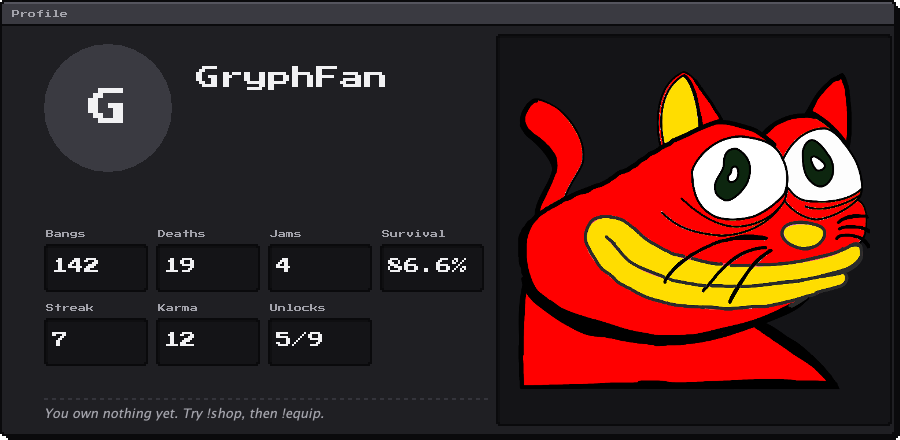 Profile
G
GryphFan
Bangs Deaths Jams Survival
142 19 4 86.6%
Streak Karma Unlocks
7 12 5/9
You own nothing yet. Try !shop, then !equip.